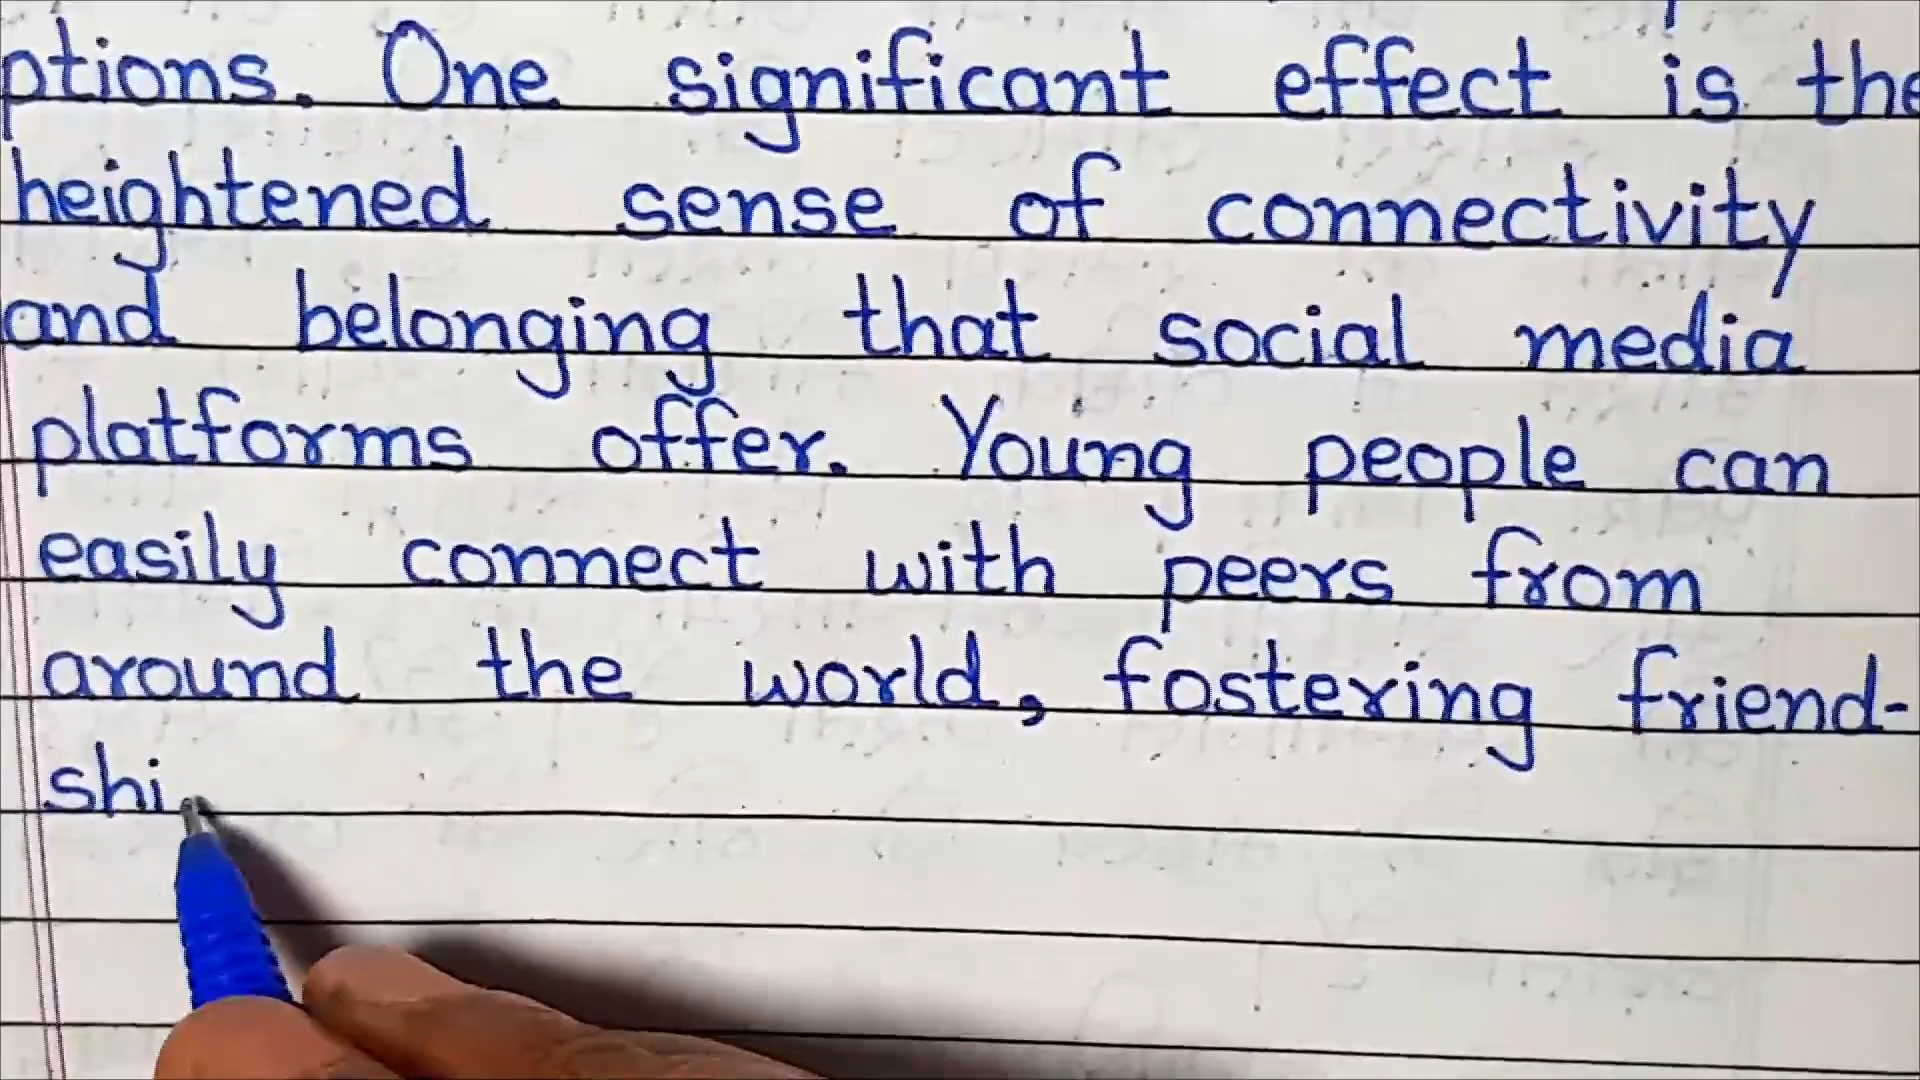 ptions. One significant effect is the
heightened sense of connectivity
and belonging that social media
platforms offer. Young people can
easily connect with peers from
around the world, fostering friend-
shi